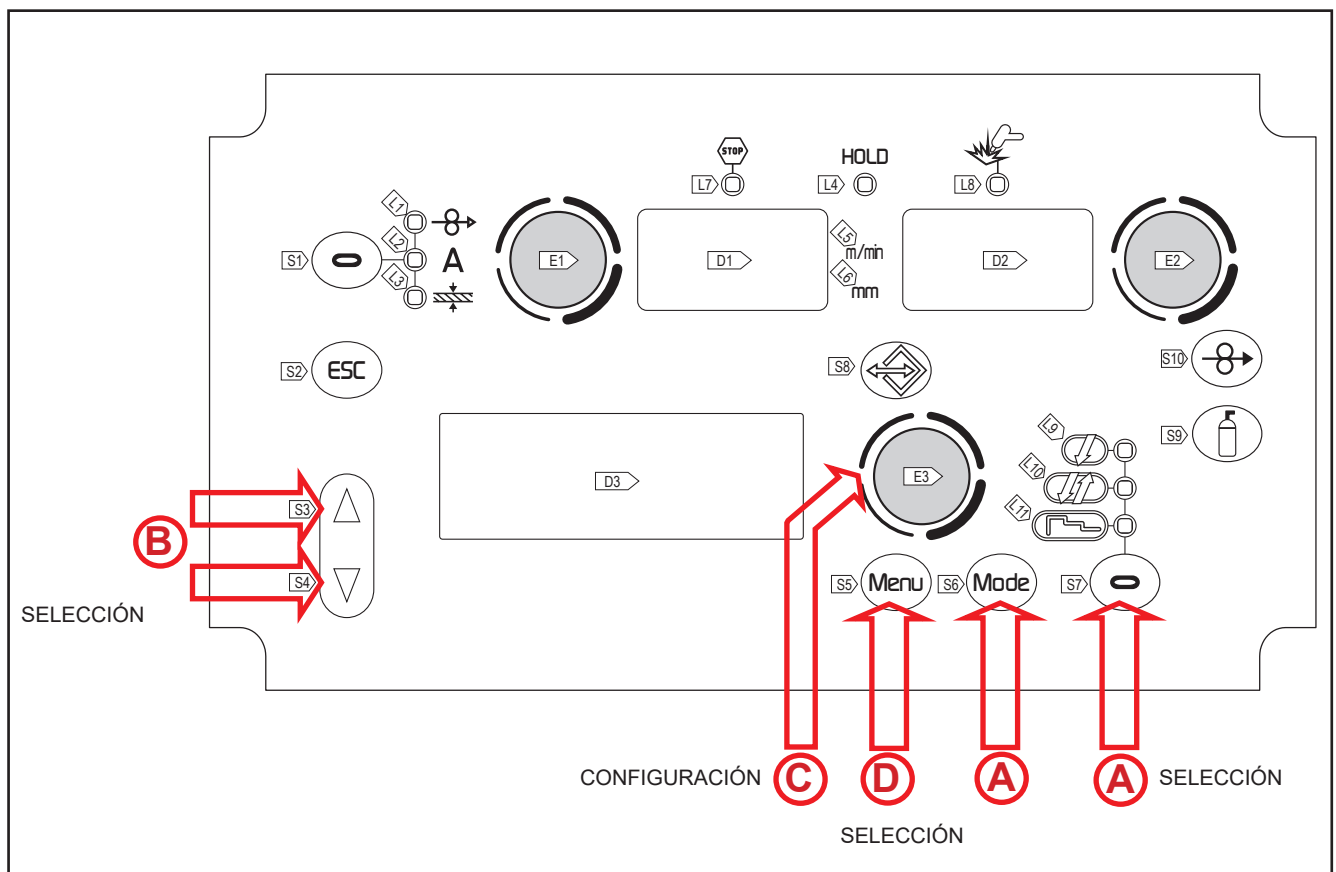 STOP
HOLD
L7
L4
L8
L1
L2
L3
S1
A
E1
D1
L5
m/min
L6
mm
D2
E2
S2
ESC
S8
S10
S9
D3
E3
L9
L10
L11
S3
B
S4
SELECCIÓN
S5
Menu
S6
Mode
S7
CONFIGURACIÓN
C
D
A
A
SELECCIÓN
SELECCIÓN